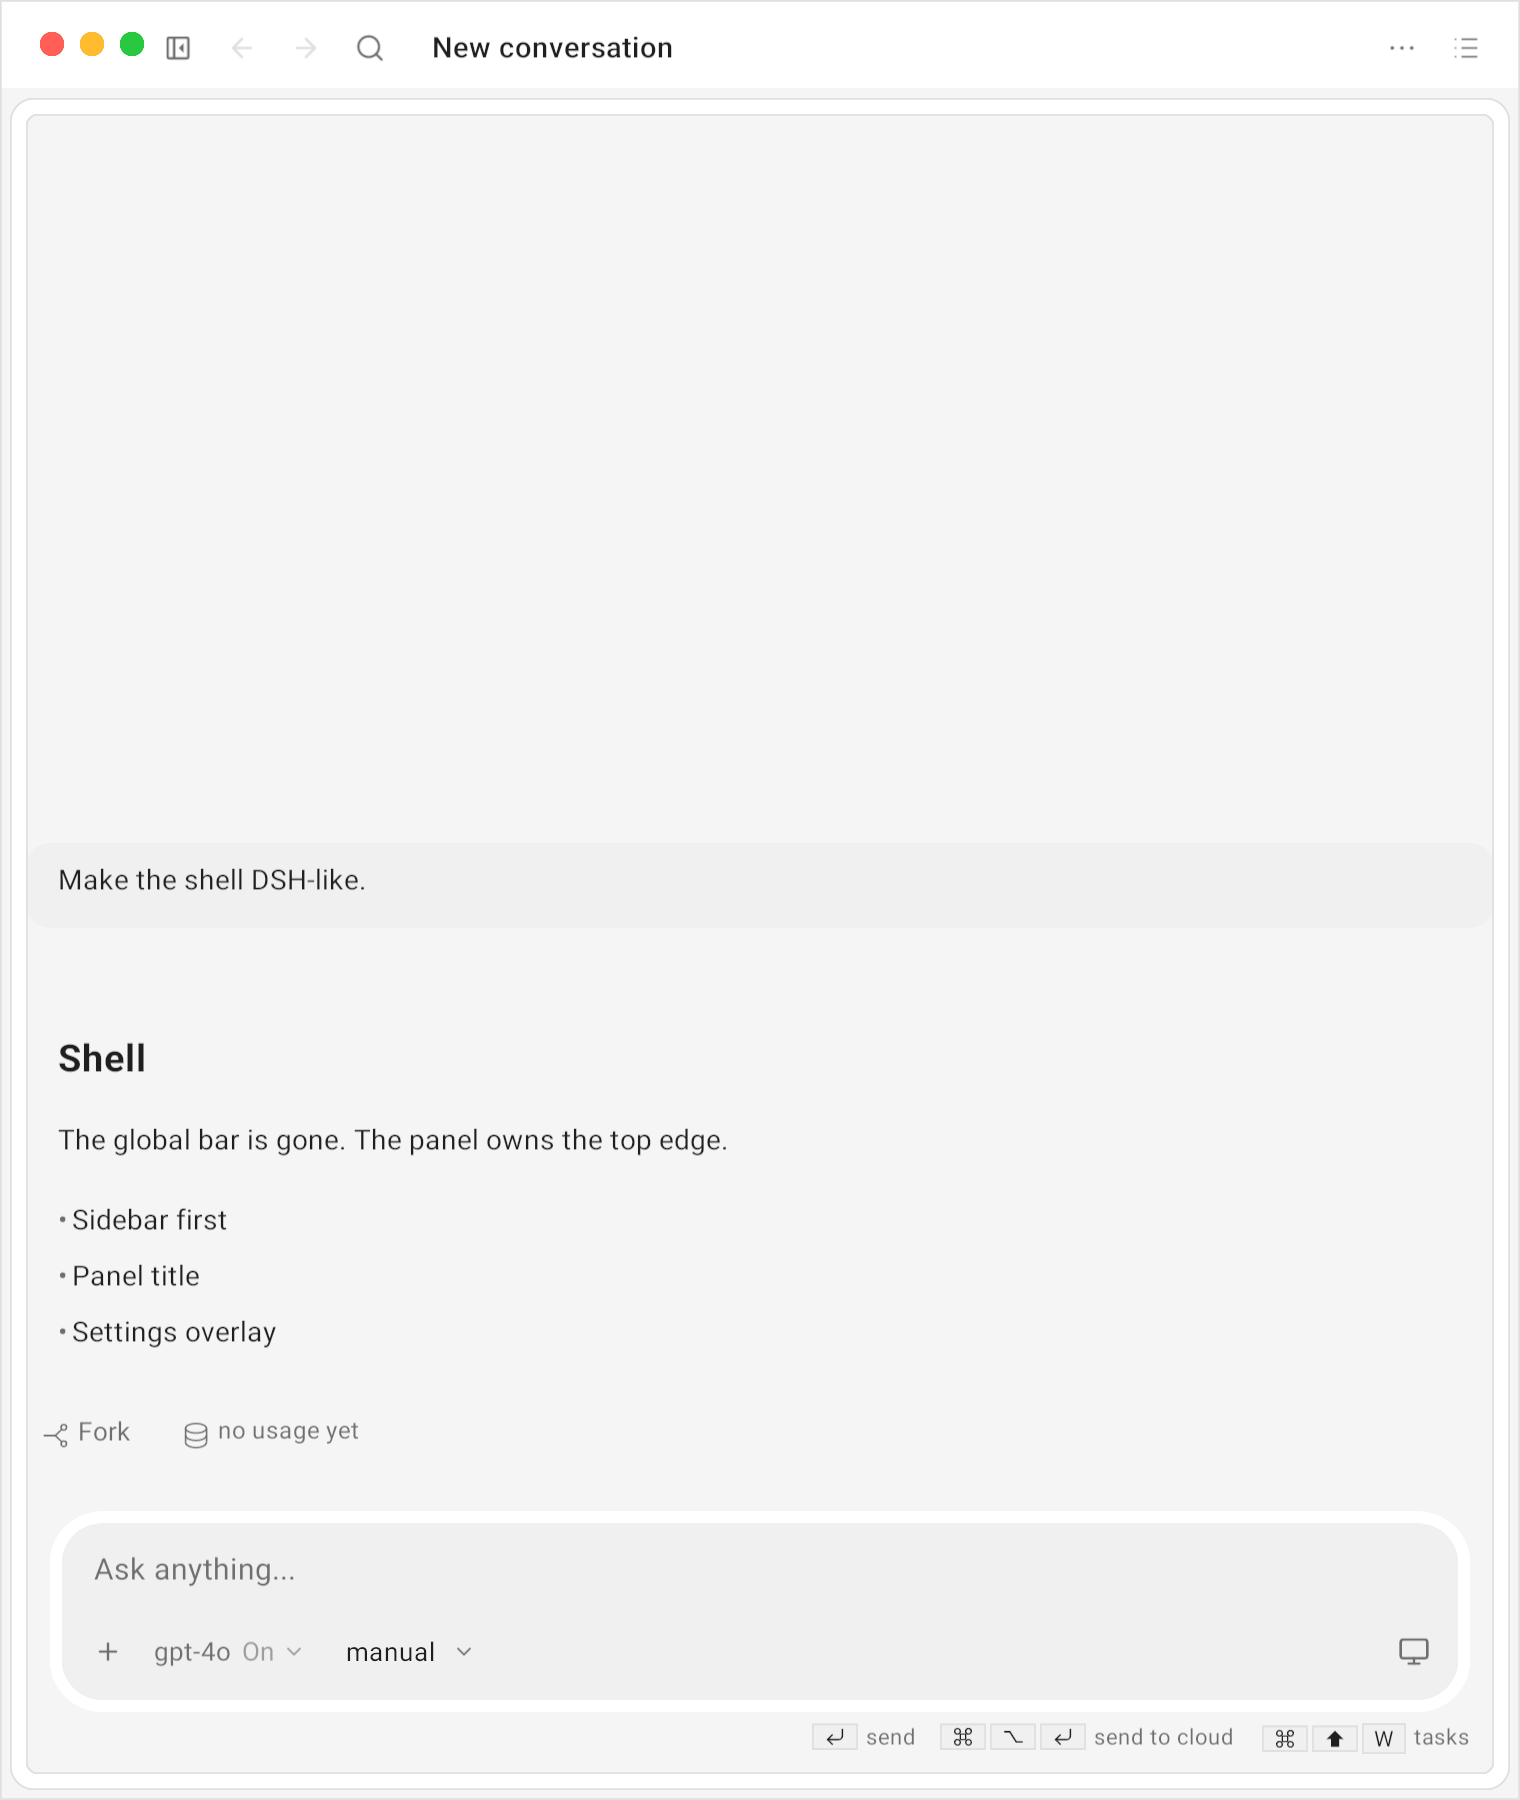 New conversation
Make the shell DSH-like.
Shell
The global bar is gone. The panel owns the top edge.
• Sidebar first
• Panel title
• Settings overlay
Fork no usage yet
Ask anything...
gpt-4o On manual
send ⌘ ⌥ send to cloud ⌘ W tasks